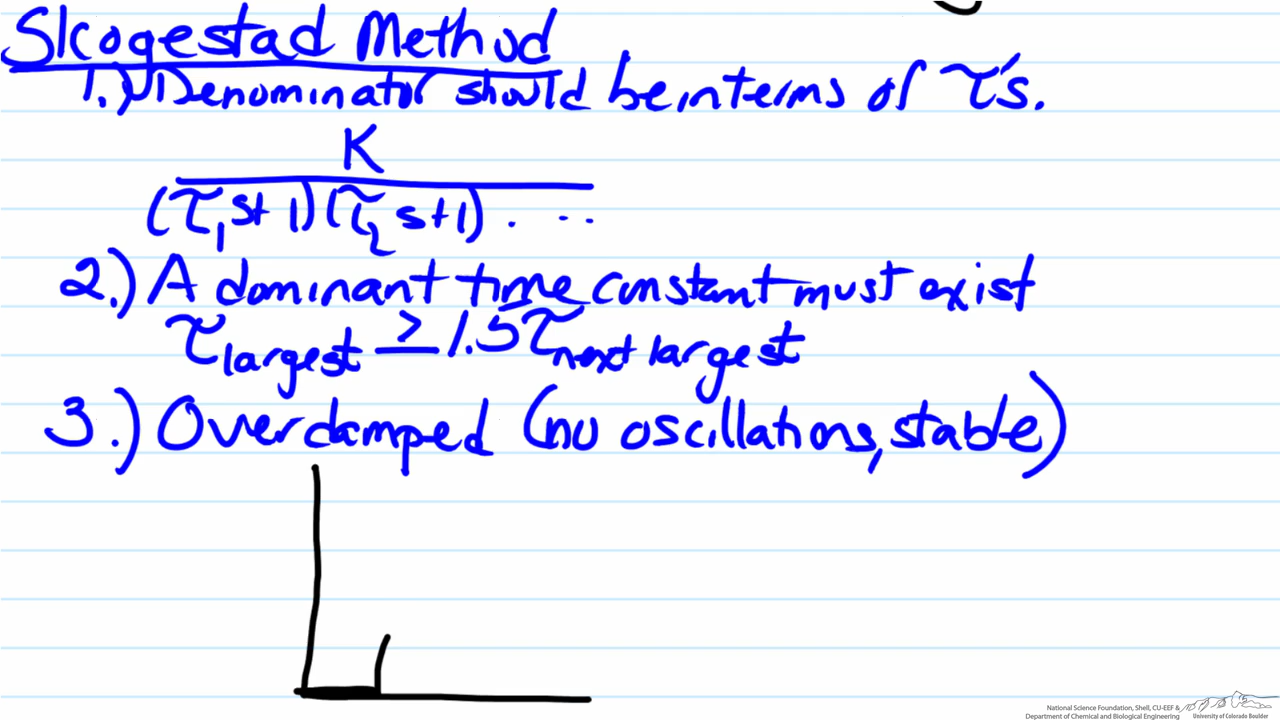 Skogestad Method
1.) Denominator should be in terms of τ's.
K
(τ₁s+1)(τ₂s+1). ..
2.) A dominant time constant must exist
τlargest ≥ 1.5τnext largest
3.) Overdamped (no oscillations, stable)
National Science Foundation, Shell, CU-EEF &
Department of Chemical and Biological Engineering
University of Colorado Boulder